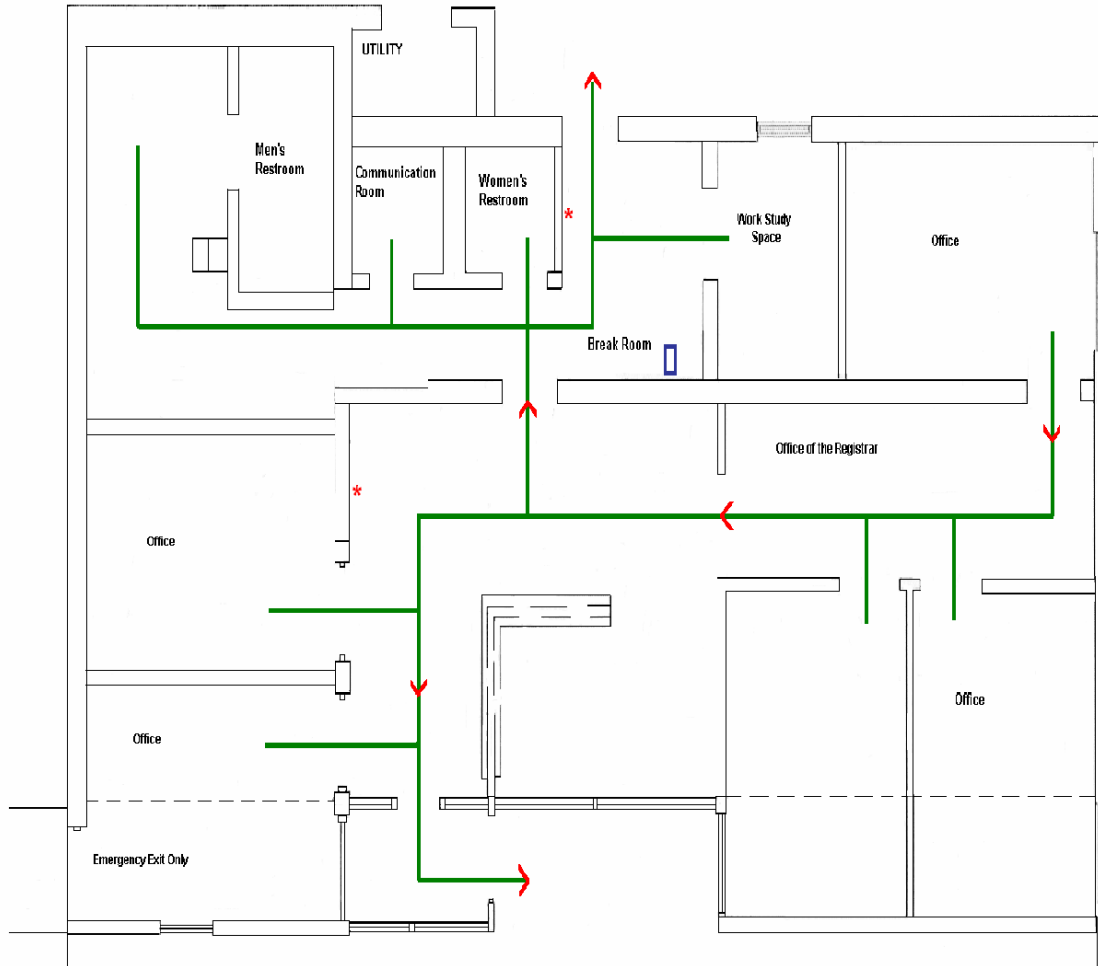 UTILITY
Men's
Restroom
Communication
Room
Women's
Restroom
*
Work Study
Space
Office
Break Room
Office of the Registrar
*
Office
Office
Office
Emergency Exit Only